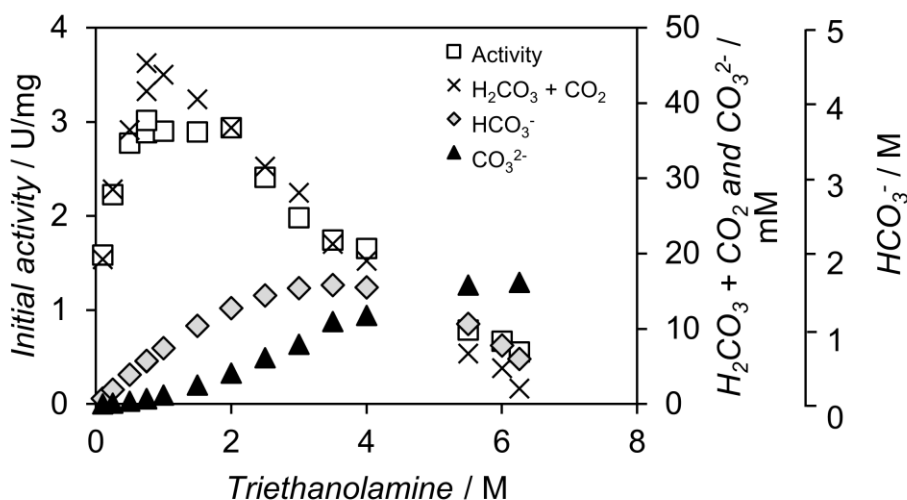 Activity
H₂CO₃ + CO₂
HCO₃⁻
CO₃²⁻
Initial activity / U/mg
4
3
2
1
0
0
2
4
6
8
Triethanolamine / M
50
40
30
20
10
0
H₂CO₃ + CO₂ and CO₃²⁻ /
mM
5
4
3
2
1
0
HCO₃⁻ / M